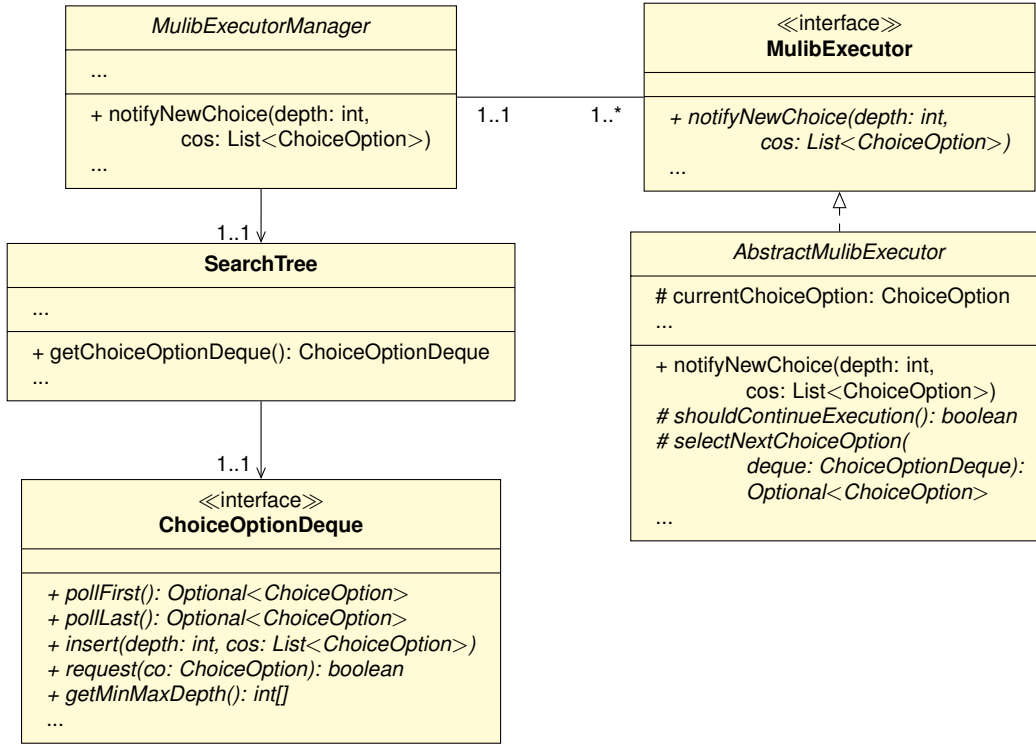 MulibExecutorManager
...
+ notifyNewChoice(depth: int,
cos: List<ChoiceOption>)
...
1..1
1..*
≪interface≫
MulibExecutor
+ notifyNewChoice(depth: int,
cos: List<ChoiceOption>)
...
1..1
SearchTree
...
+ getChoiceOptionDeque(): ChoiceOptionDeque
...
AbstractMulibExecutor
# currentChoiceOption: ChoiceOption
...
+ notifyNewChoice(depth: int,
cos: List<ChoiceOption>)
# shouldContinueExecution(): boolean
# selectNextChoiceOption(
deque: ChoiceOptionDeque):
Optional<ChoiceOption>
...
1..1
≪interface≫
ChoiceOptionDeque
+ pollFirst(): Optional<ChoiceOption>
+ pollLast(): Optional<ChoiceOption>
+ insert(depth: int, cos: List<ChoiceOption>)
+ request(co: ChoiceOption): boolean
+ getMinMaxDepth(): int[]
...